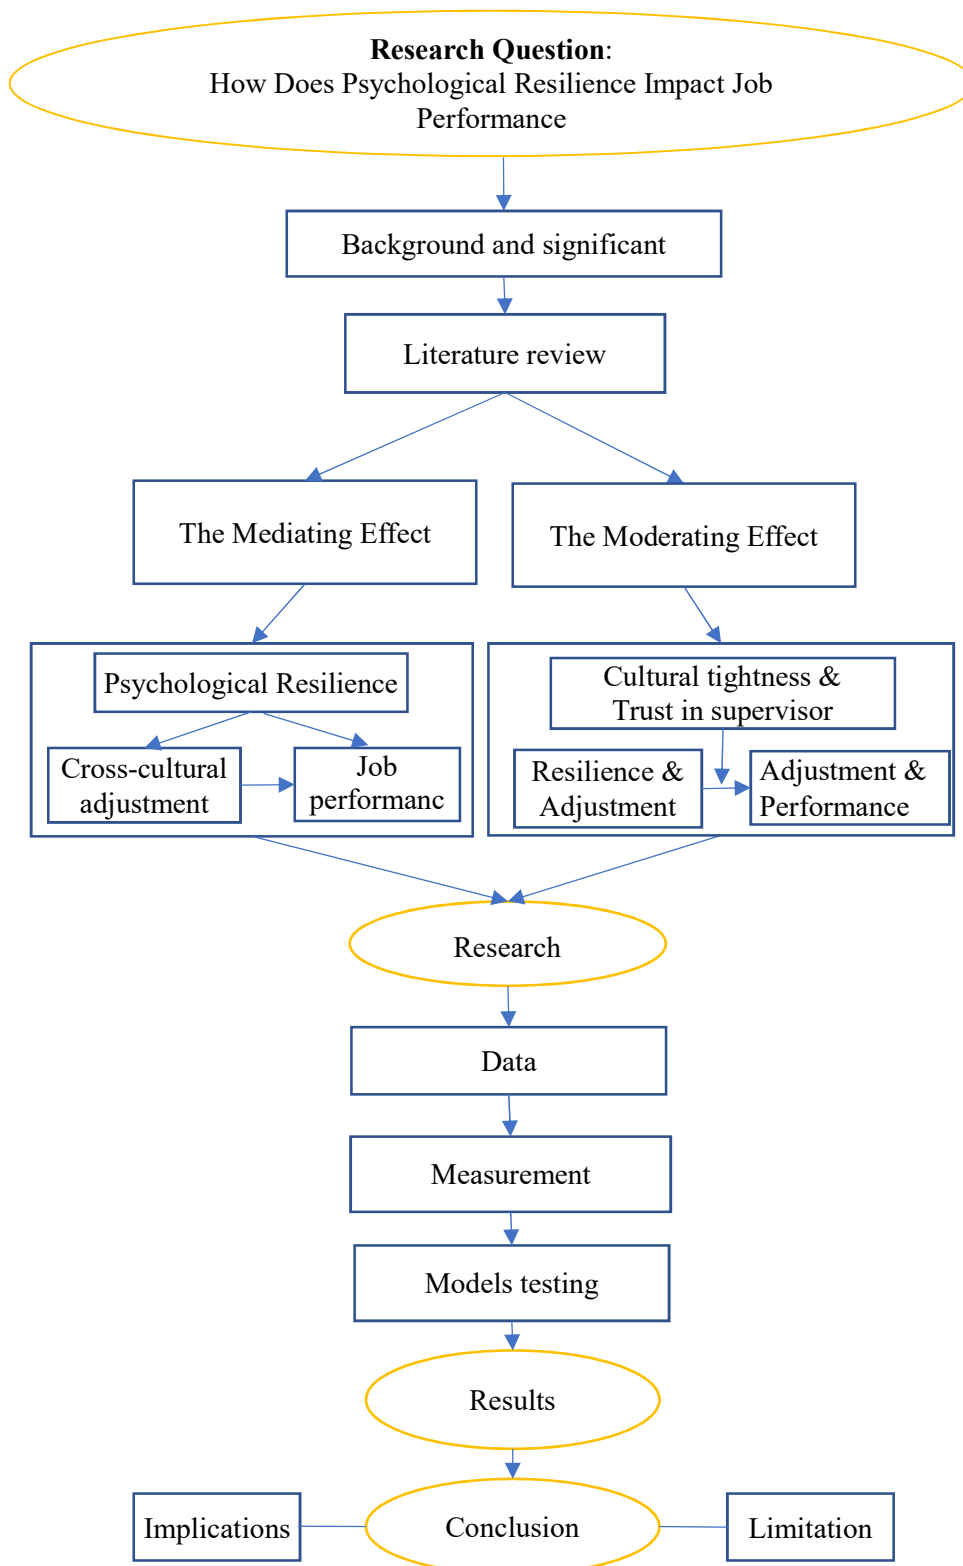 Research Question:
How Does Psychological Resilience Impact Job
Performance
Background and significant
Literature review
The Mediating Effect
The Moderating Effect
Psychological Resilience
Cross-cultural
adjustment
Job
performanc
Cultural tightness &
Trust in supervisor
Resilience &
Adjustment
Adjustment &
Performance
Research
Data
Measurement
Models testing
Results
Implications
Conclusion
Limitation